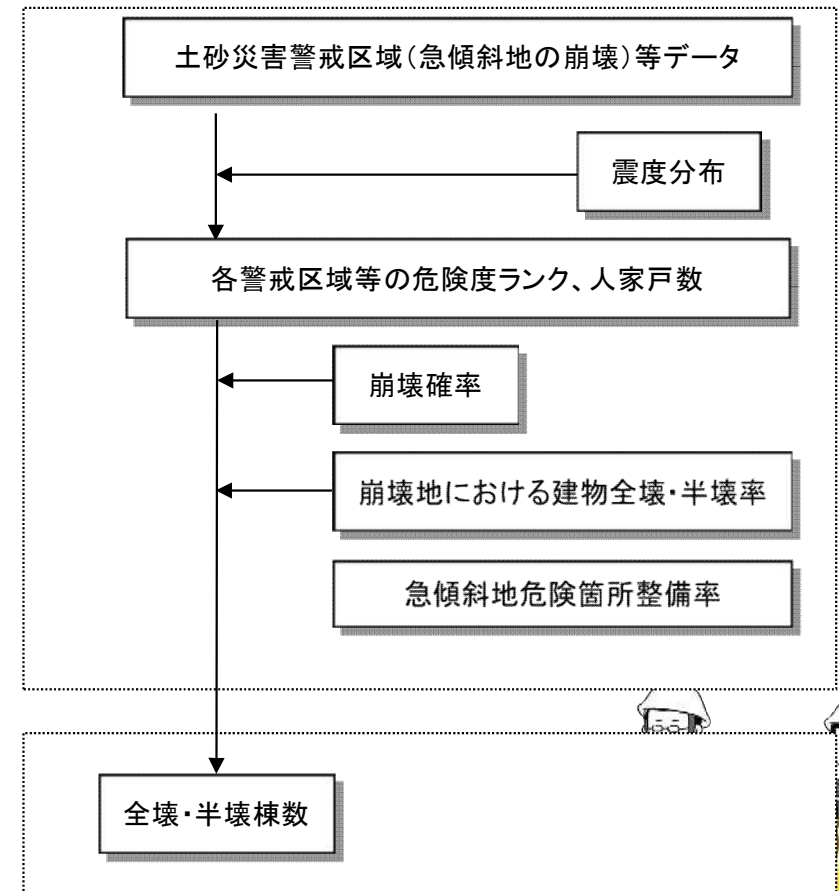 土砂災害警戒区域(急傾斜地の崩壊)等データ
震度分布
各警戒区域等の危険度ランク、人家戸数
崩壊確率
崩壊地における建物全壊・半壊率
急傾斜地危険箇所整備率
全壊・半壊棟数